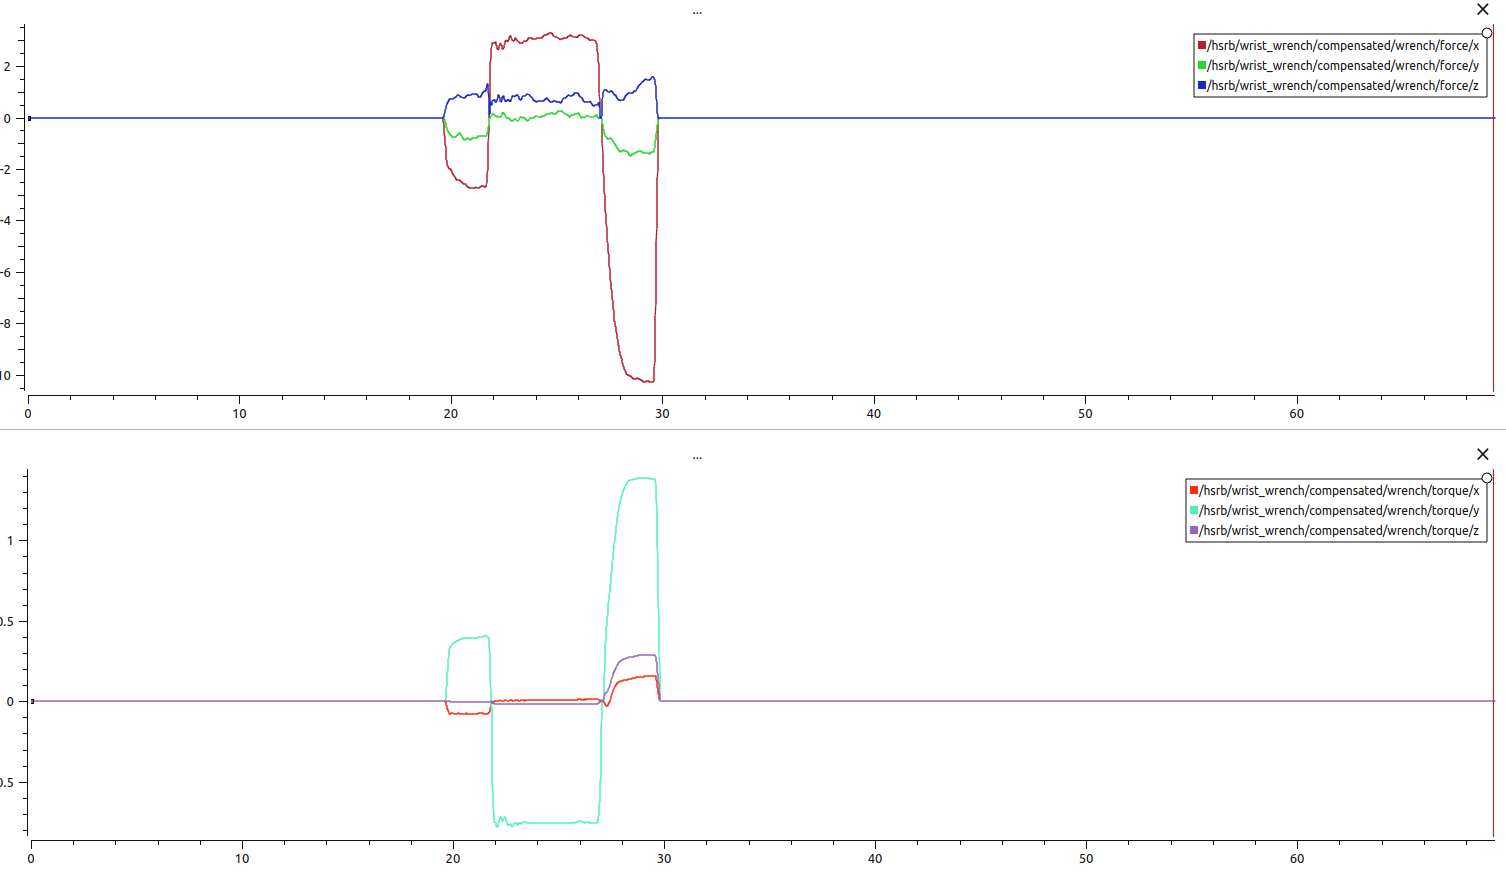 ...
/hsrb/wrist_wrench/compensated/wrench/force/x
/hsrb/wrist_wrench/compensated/wrench/force/y
/hsrb/wrist_wrench/compensated/wrench/force/z
2
0
-2
-4
-6
-8
10
0 10 20 30 40 50 60
...
/hsrb/wrist_wrench/compensated/wrench/torque/x
/hsrb/wrist_wrench/compensated/wrench/torque/y
/hsrb/wrist_wrench/compensated/wrench/torque/z
1
0.5
0
0.5
0 10 20 30 40 50 60